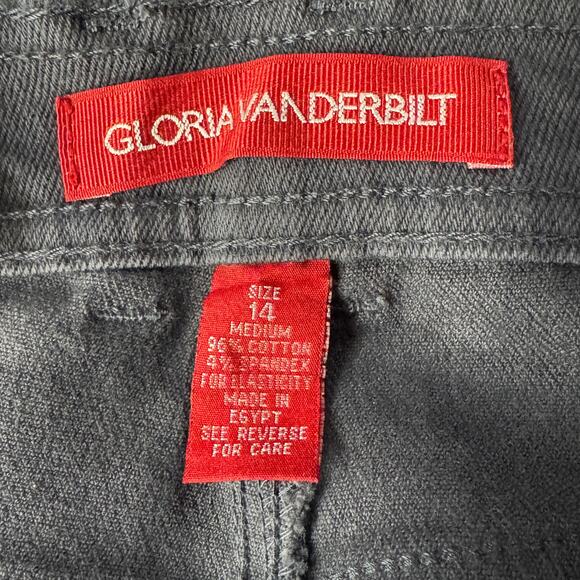 GLORIA VANDERBILT
SIZE
14
MEDIUM
96% COTTON
4% SPANDEX
FOR ELASTICITY
MADE IN
EGYPT
SEE REVERSE
FOR CARE